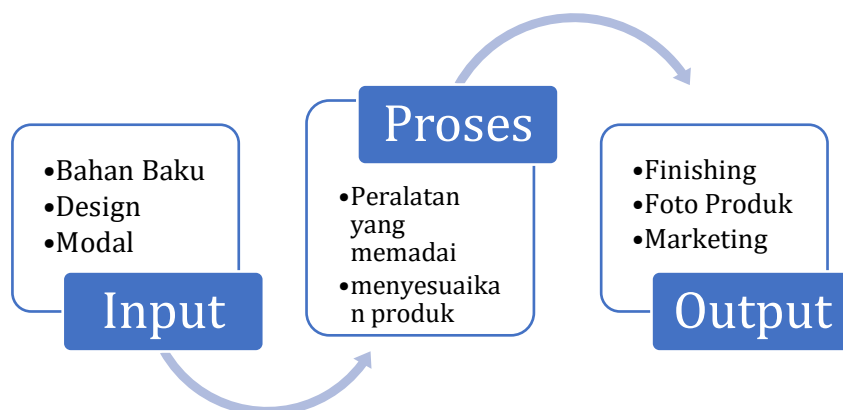 •Bahan Baku
•Design
•Modal
Input
Proses
•Peralatan
yang
memadai
•menyesuaika
n produk
•Finishing
•Foto Produk
•Marketing
Output